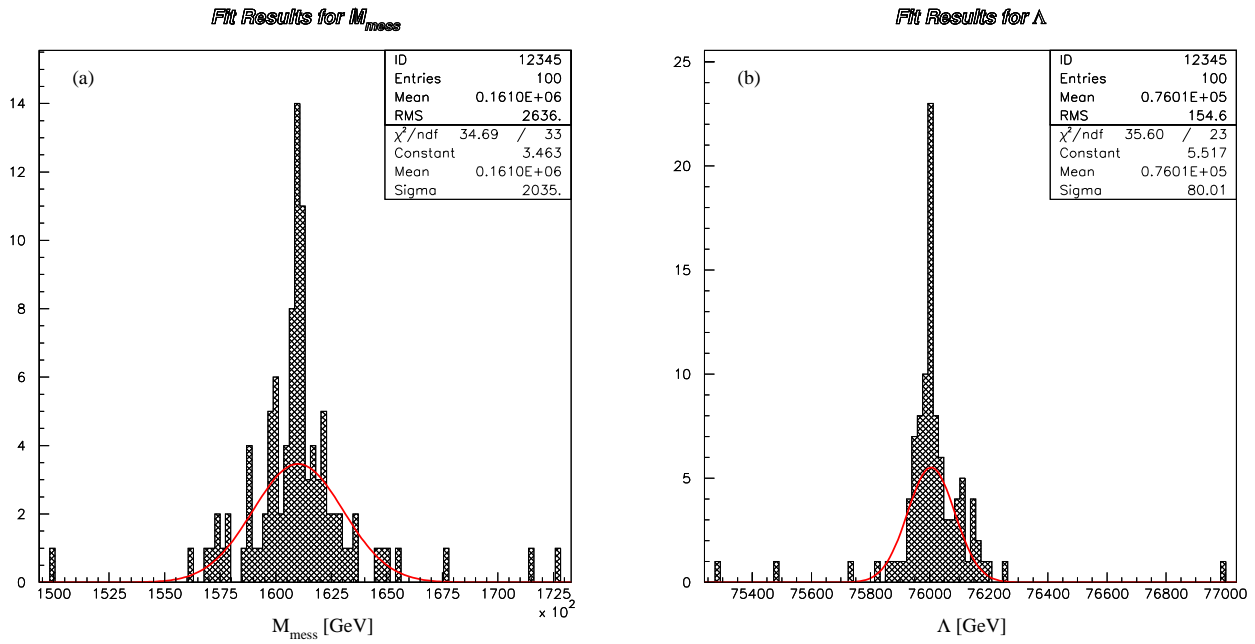 Fit Results for M_mess
(a)
ID 12345
Entries 100
Mean 0.1610E+06
RMS 2636.
χ²/ndf 34.69 / 33
Constant 3.463
Mean 0.1610E+06
Sigma 2035.
14
12
10
8
6
4
2
0
1500 1525 1550 1575 1600 1625 1650 1675 1700 1725
× 10²
M_mess [GeV]
Fit Results for Λ
(b)
ID 12345
Entries 100
Mean 0.7601E+05
RMS 154.6
χ²/ndf 35.60 / 23
Constant 5.517
Mean 0.7601E+05
Sigma 80.01
25
20
15
10
5
0
75400 75600 75800 76000 76200 76400 76600 76800 77000
Λ [GeV]